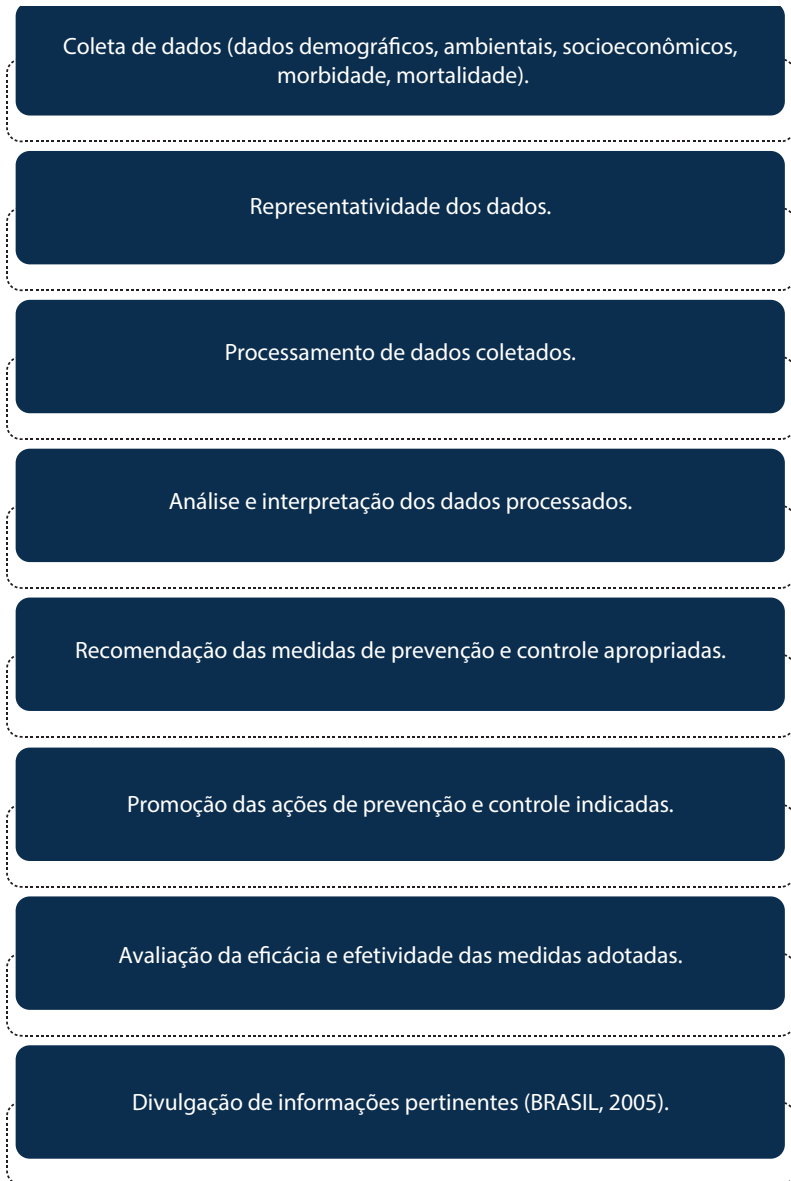 Coleta de dados (dados demográficos, ambientais, socioeconômicos,
morbidade, mortalidade).
Representatividade dos dados.
Processamento de dados coletados.
Análise e interpretação dos dados processados.
Recomendação das medidas de prevenção e controle apropriadas.
Promoção das ações de prevenção e controle indicadas.
Avaliação da eficácia e efetividade das medidas adotadas.
Divulgação de informações pertinentes (BRASIL, 2005).